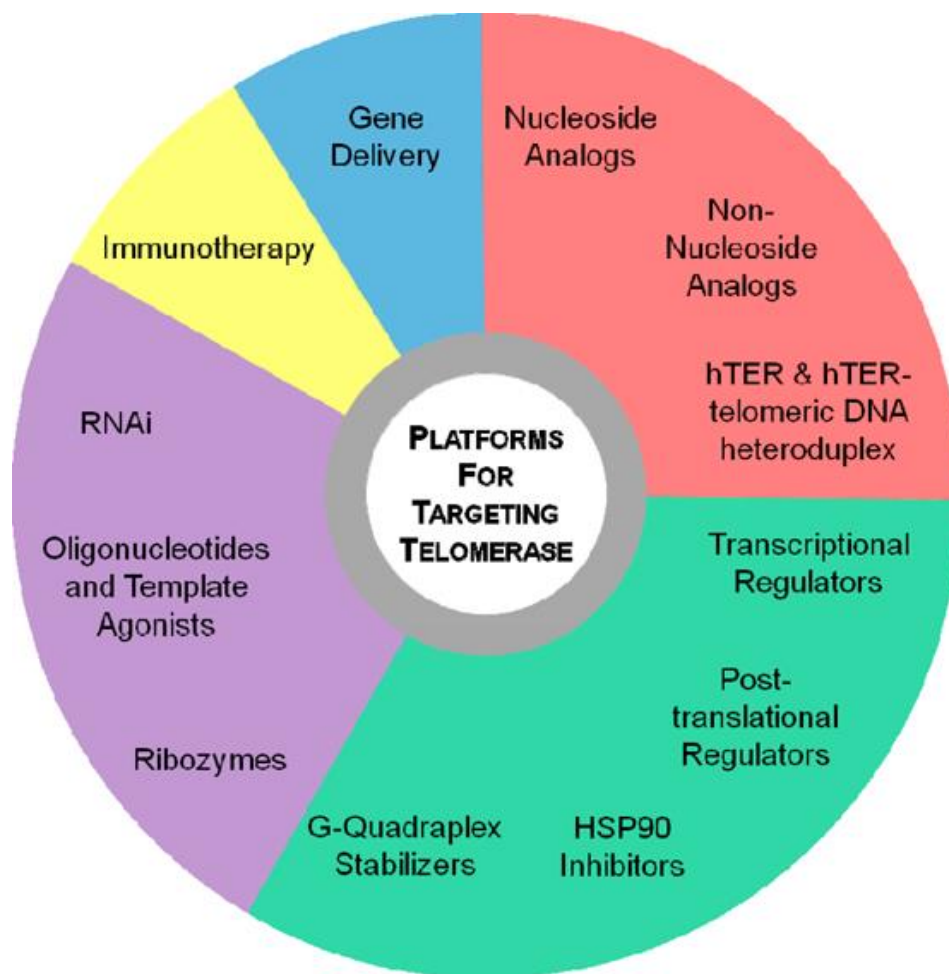 Gene
Delivery
Nucleoside
Analogs
Non-
Nucleoside
Analogs
hTER & hTER-
telomeric DNA
heteroduplex
Transcriptional
Regulators
Post-
translational
Regulators
HSP90
Inhibitors
G-Quadraplex
Stabilizers
Ribozymes
Oligonucleotides
and Template
Agonists
RNAi
Immunotherapy
PLATFORMS
FOR
TARGETING
TELOMERASE